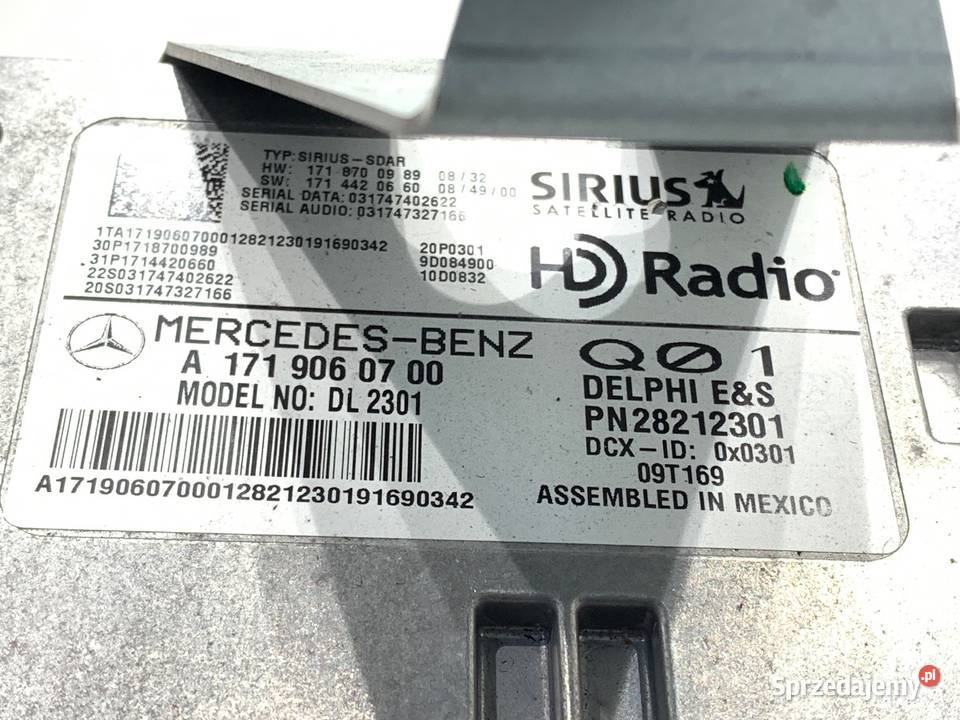 TYP: SIRIUS-SDAR
HW: 171 870 09 89 08/32
SW: 171 442 06 60 08/49/00
SERIAL DATA: 031747402622
SERIAL AUDIO: 031747327166
SIRIUS
SATELLITE RADIO
1TA1719060700012821230191690342 20P0301
30P1718700989 9D084900
31P1714420660 10D0832
22S031747402622
20S031747327166
HD Radio
MERCEDES-BENZ
A 171 906 07 00
MODEL NO: DL 2301
A1719060700012821230191690342
Q01
DELPHI E&S
PN28212301
DCX-ID: 0x0301
09T169
ASSEMBLED IN MEXICO
Sprzedajemy.pl